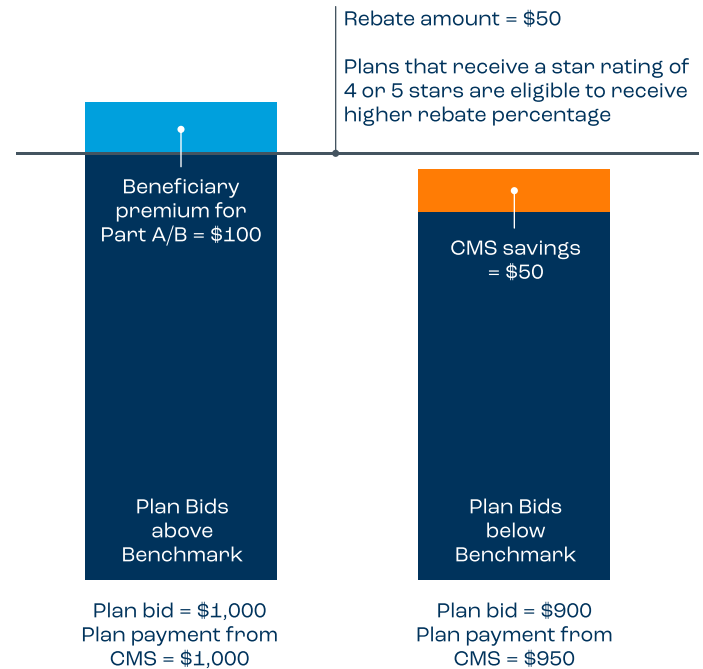 Rebate amount = $50
Plans that receive a star rating of
4 or 5 stars are eligible to receive
higher rebate percentage
Beneficiary
premium for
Part A/B = $100
CMS savings
= $50
Plan Bids
above
Benchmark
Plan Bids
below
Benchmark
Plan bid = $1,000
Plan payment from
CMS = $1,000
Plan bid = $900
Plan payment from
CMS = $950